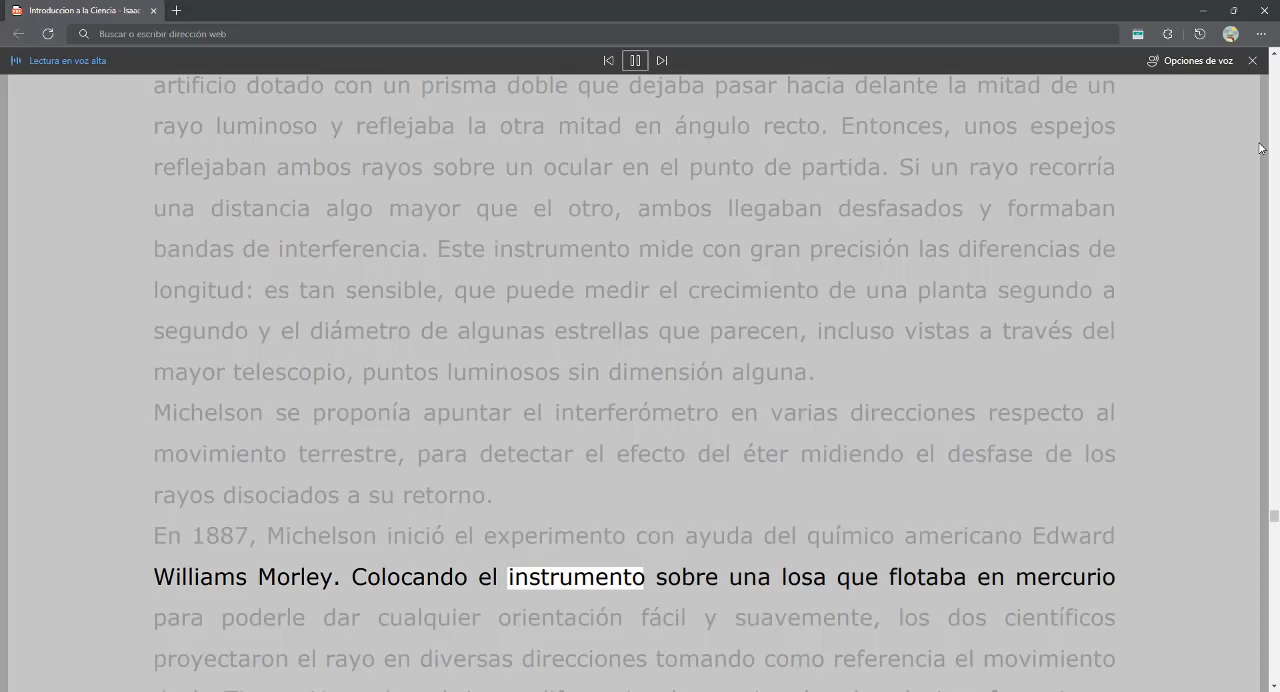 Introduccion a la Ciencia - Isaac
Buscar o escribir dirección web
Lectura en voz alta
Opciones de voz
artificio dotado con un prisma doble que dejaba pasar hacia delante la mitad de un
rayo luminoso y reflejaba la otra mitad en ángulo recto. Entonces, unos espejos
reflejaban ambos rayos sobre un ocular en el punto de partida. Si un rayo recorría
una distancia algo mayor que el otro, ambos llegaban desfasados y formaban
bandas de interferencia. Este instrumento mide con gran precisión las diferencias de
longitud: es tan sensible, que puede medir el crecimiento de una planta segundo a
segundo y el diámetro de algunas estrellas que parecen, incluso vistas a través del
mayor telescopio, puntos luminosos sin dimensión alguna.
Michelson se proponía apuntar el interferómetro en varias direcciones respecto al
movimiento terrestre, para detectar el efecto del éter midiendo el desfase de los
rayos disociados a su retorno.
En 1887, Michelson inició el experimento con ayuda del químico americano Edward
Williams Morley. Colocando el instrumento sobre una losa que flotaba en mercurio
para poderle dar cualquier orientación fácil y suavemente, los dos científicos
proyectaron el rayo en diversas direcciones tomando como referencia el movimiento